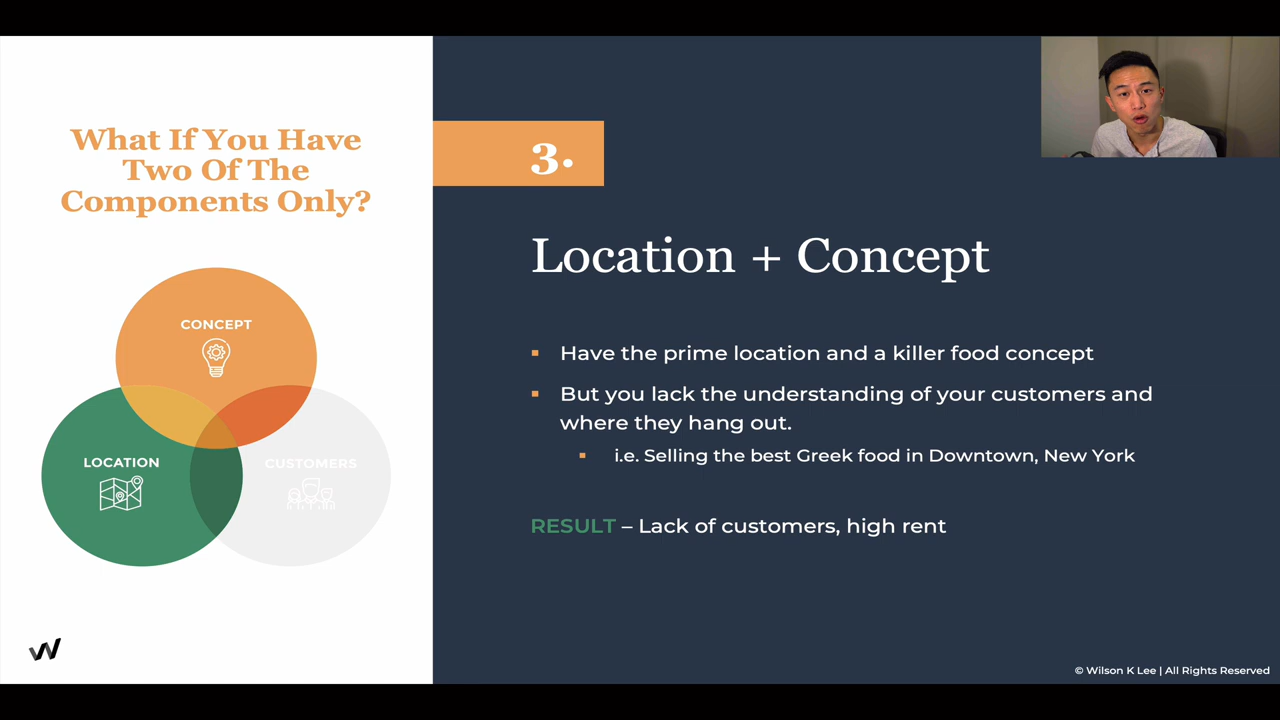 What If You Have
Two Of The
Components Only?
CONCEPT
LOCATION
CUSTOMERS
3.
Location + Concept
Have the prime location and a killer food concept
But you lack the understanding of your customers and
where they hang out.
i.e. Selling the best Greek food in Downtown, New York
RESULT – Lack of customers, high rent
© Wilson K Lee | All Rights Reserved